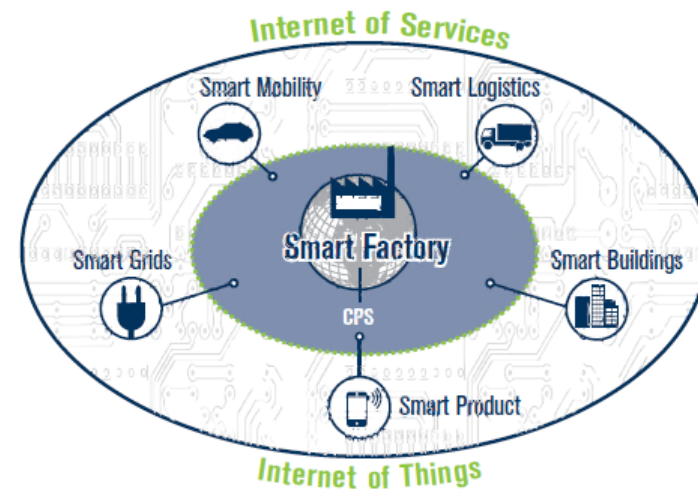 Internet of Services
Smart Mobility
Smart Logistics
Smart Factory
Smart Grids
Smart Buildings
CPS
Smart Product
Internet of Things